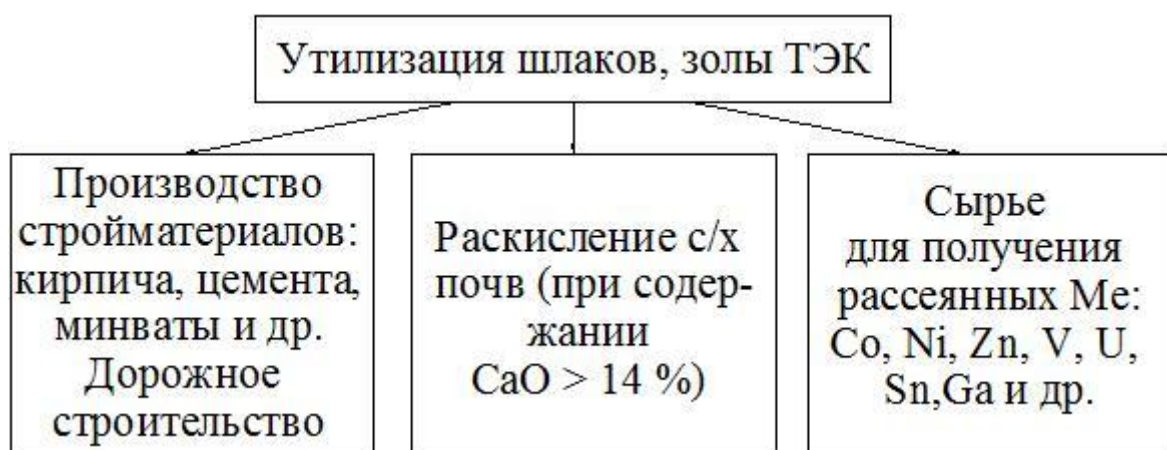 Утилизация шлаков, золы ТЭК
Производство
стройматериалов:
кирпича, цемента,
минваты и др.
Дорожное
строительство
Раскисление с/х
почв (при содер-
жании
CaO > 14 %)
Сырье
для получения
рассеянных Ме:
Co, Ni, Zn, V, U,
Sn,Ga и др.